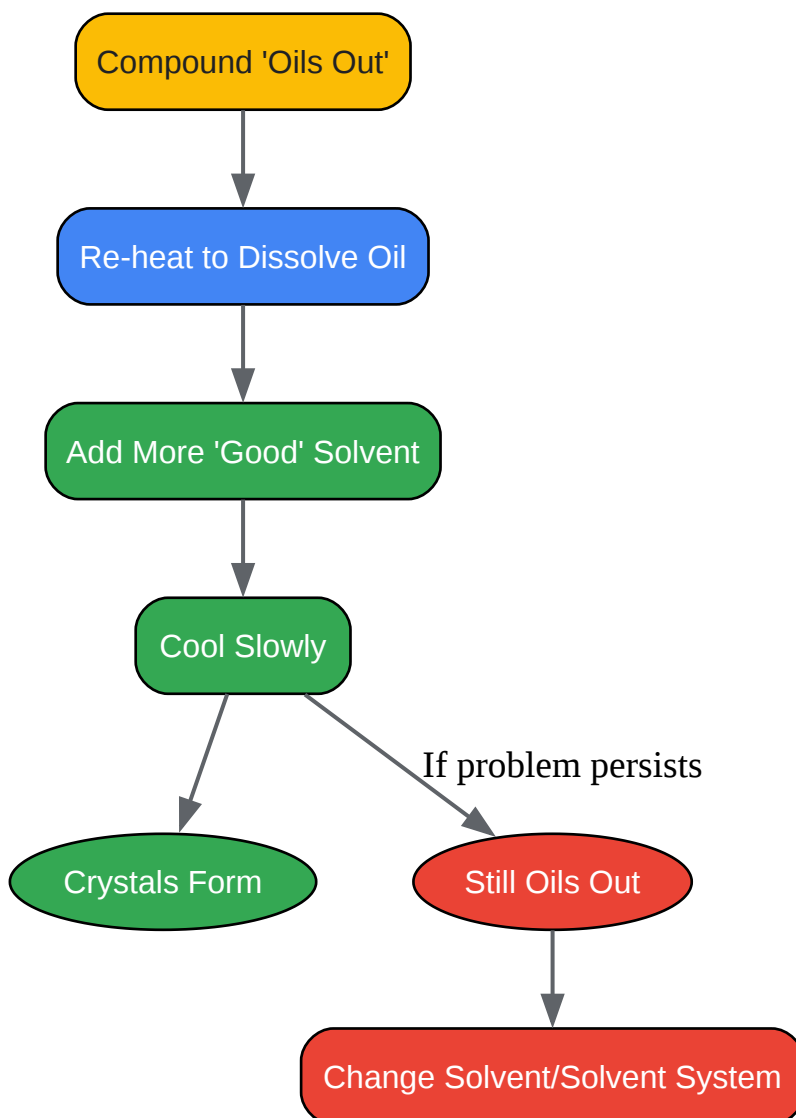 Compound 'Oils Out'
Re-heat to Dissolve Oil
Add More 'Good' Solvent
Cool Slowly
If problem persists
Crystals Form
Still Oils Out
Change Solvent/Solvent System